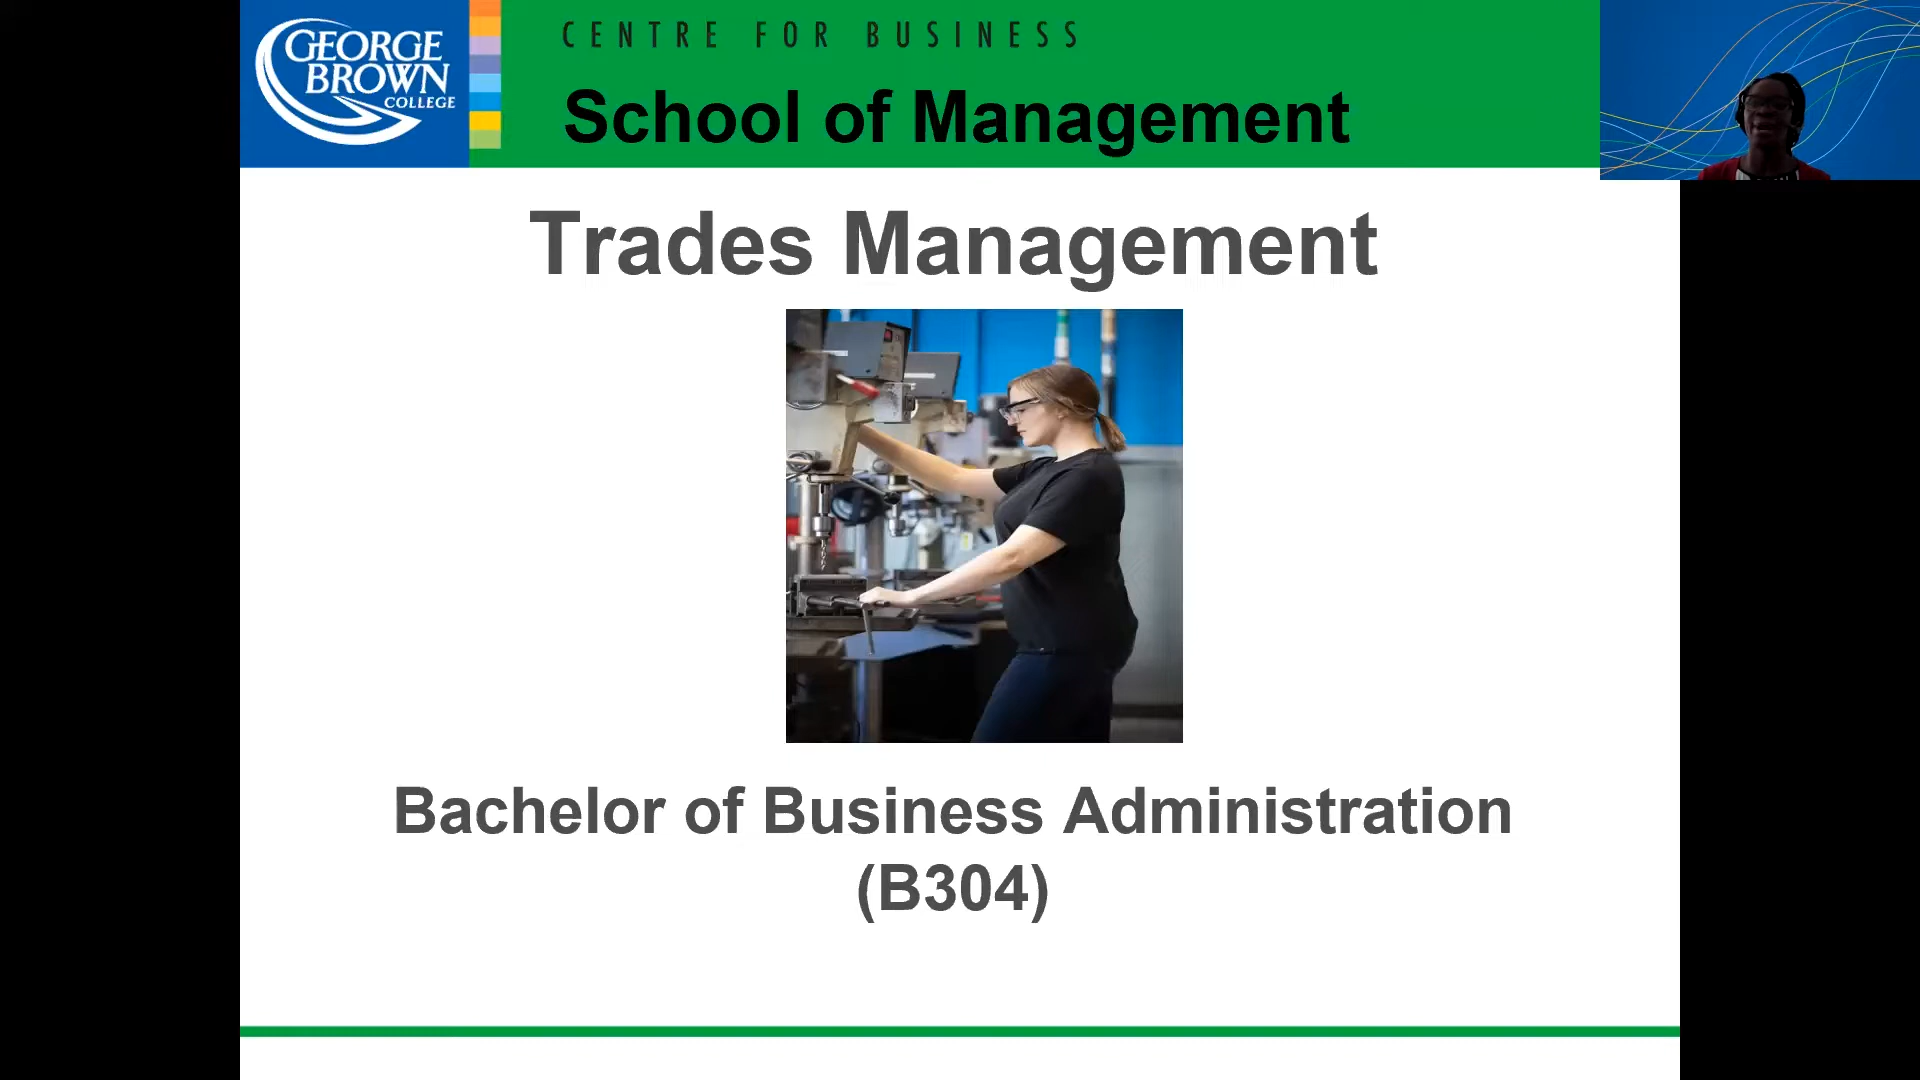 GEORGE
BROWN
COLLEGE
CENTRE FOR BUSINESS
School of Management
Trades Management
Bachelor of Business Administration
(B304)